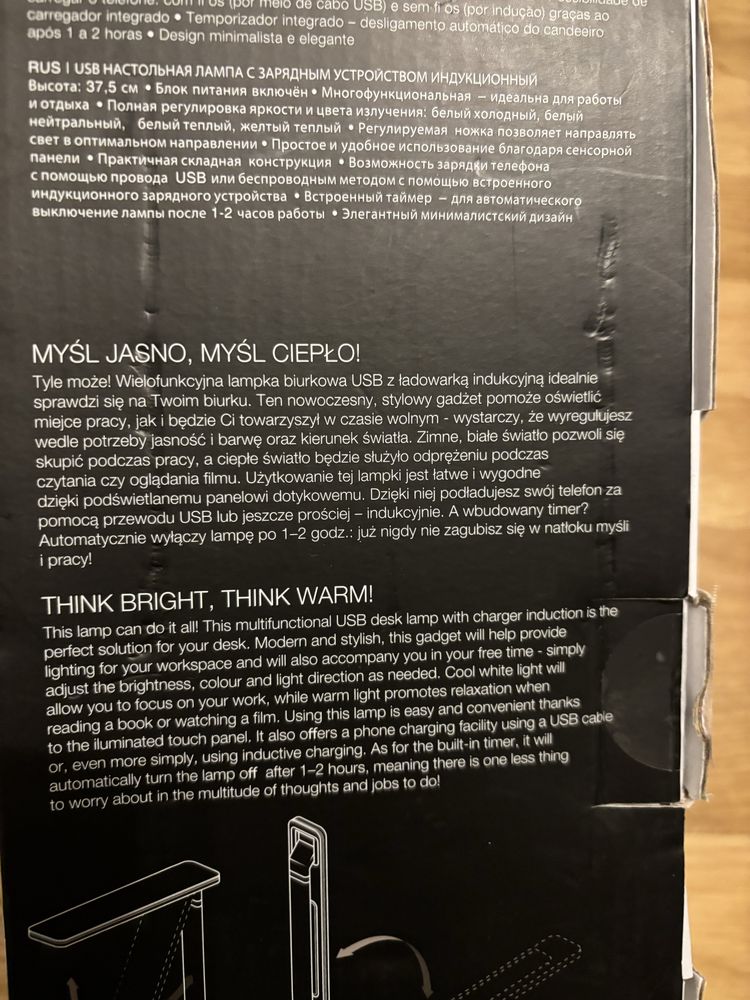 carregar o telefone: com fi os (por meio de cabo USB) e sem fi os (por indução) graças ao
carregador integrado • Temporizador integrado – desligamento automático do candeeiro
após 1 a 2 horas • Design minimalista e elegante
RUS I USB НАСТОЛЬНАЯ ЛАМПА С ЗАРЯДНЫМ УСТРОЙСТВОМ ИНДУКЦИОННЫЙ
Высота: 37,5 см • Блок питания включён • Многофункциональная – идеальна для работы
и отдыха • Полная регулировка яркости и цвета излучения: белый холодный, белый
нейтральный, белый теплый, желтый теплый • Регулируемая ножка позволяет направлять
свет в оптимальном направлении • Простое и удобное использование благодаря сенсорной
панели • Практичная складная конструкция • Возможность зарядки телефона
с помощью провода USB или беспроводным методом с помощью встроенного
индукционного зарядного устройства • Встроенный таймер – для автоматического
выключение лампы после 1-2 часов работы • Элегантный минималистский дизайн
MYŚL JASNO, MYŚL CIEPŁO!
Tyle może! Wielofunkcyjna lampka biurkowa USB z ładowarką indukcyjną idealnie
sprawdzi się na Twoim biurku. Ten nowoczesny, stylowy gadżet pomoże oświetlić
miejce pracy, jak i będzie Ci towarzyszył w czasie wolnym - wystarczy, że wyregulujesz
wedle potrzeby jasność i barwę oraz kierunek światła. Zimne, białe światło pozwoli się
skupić podczas pracy, a ciepłe światło będzie służyło odprężeniu podczas
czytania czy oglądania filmu. Użytkowanie tej lampki jest łatwe i wygodne
dzięki podświetlanemu panelowi dotykowemu. Dzięki niej podładujesz swój telefon za
pomocą przewodu USB lub jeszcze prościej – indukcyjnie. A wbudowany timer?
Automatycznie wyłączy lampę po 1–2 godz.: już nigdy nie zagubisz się w natłoku myśli
i pracy!
THINK BRIGHT, THINK WARM!
This lamp can do it all! This multifunctional USB desk lamp with charger induction is the
perfect solution for your desk. Modern and stylish, this gadget will help provide
lighting for your workspace and will also accompany you in your free time - simply
adjust the brightness, colour and light direction as needed. Cool white light will
allow you to focus on your work, while warm light promotes relaxation when
reading a book or watching a film. Using this lamp is easy and convenient thanks
to the iluminated touch panel. It also offers a phone charging facility using a USB cable
or, even more simply, using inductive charging. As for the built-in timer, it will
automatically turn the lamp off after 1–2 hours, meaning there is one less thing
to worry about in the multitude of thoughts and jobs to do!